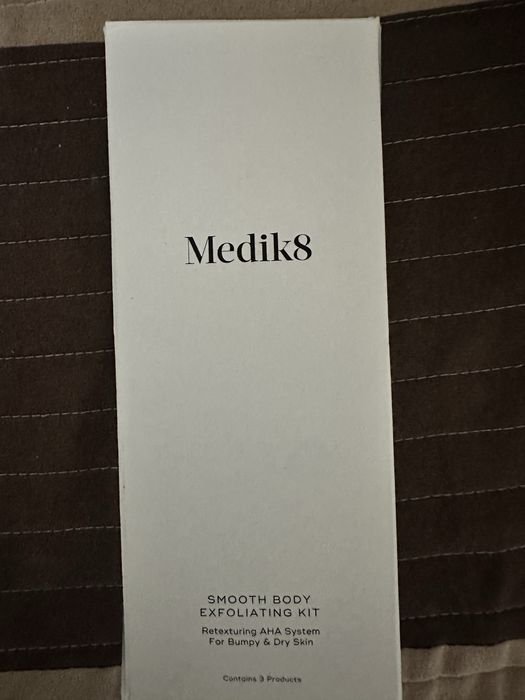 Medik8
SMOOTH BODY
EXFOLIATING KIT
Retexturing AHA System
For Bumpy & Dry Skin
Contains 3 Products